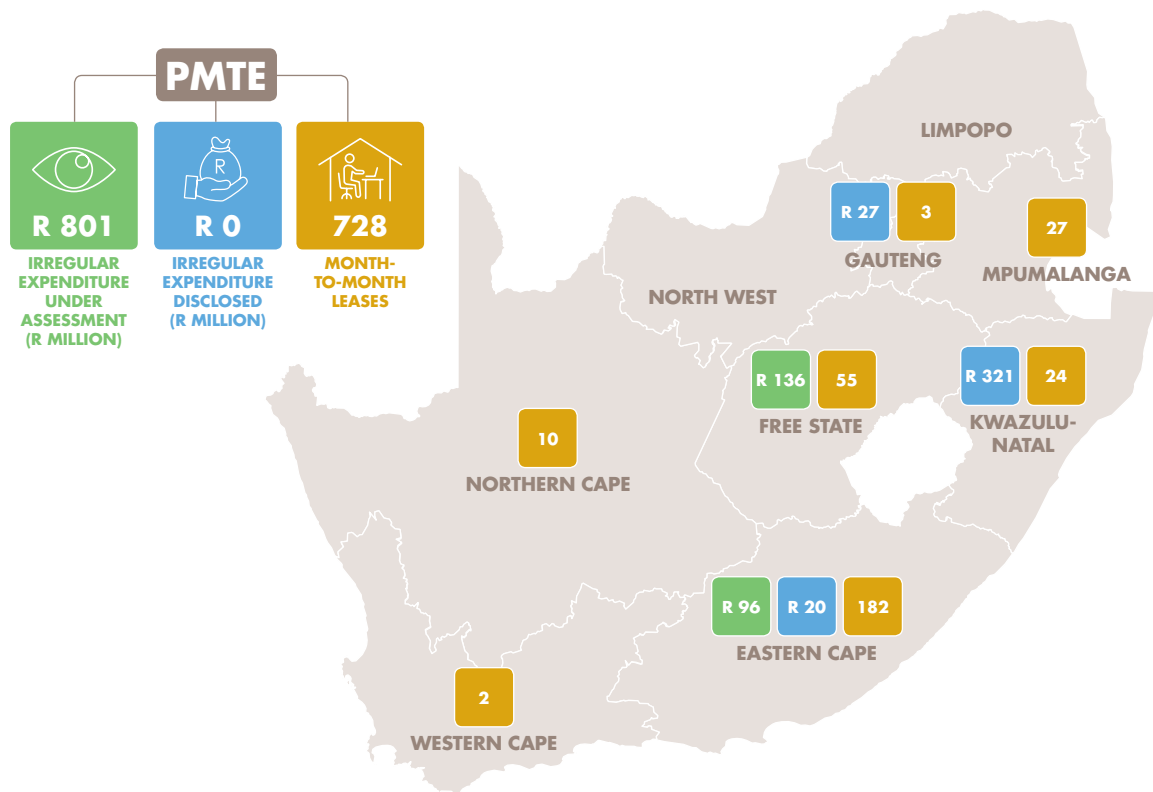 PMTE
R
R 801
R 0
728
IRREGULAR
EXPENDITURE
UNDER
ASSESSMENT
(R MILLION)
IRREGULAR
EXPENDITURE
DISCLOSED
(R MILLION)
MONTH-
TO-MONTH
LEASES
LIMPOPO
R 27
3
GAUTENG
27
MPUMALANGA
NORTH WEST
R 136
55
FREE STATE
R 321
24
KWAZULU-
NATAL
10
NORTHERN CAPE
R 96
R 20
182
EASTERN CAPE
2
WESTERN CAPE